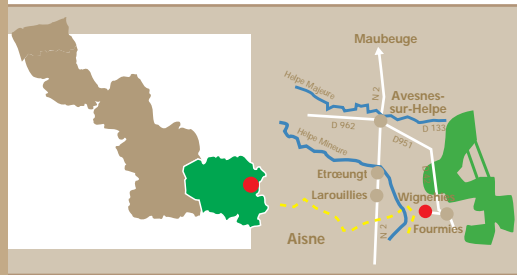 Maubeuge
Helpe Majeure
N 2
Avesnes-
sur-Helpe
D 962
D 133
D951
Helpe Mineure
Etrœungt
Larouillies
Wignehies
Fourmies
N 2
Aisne